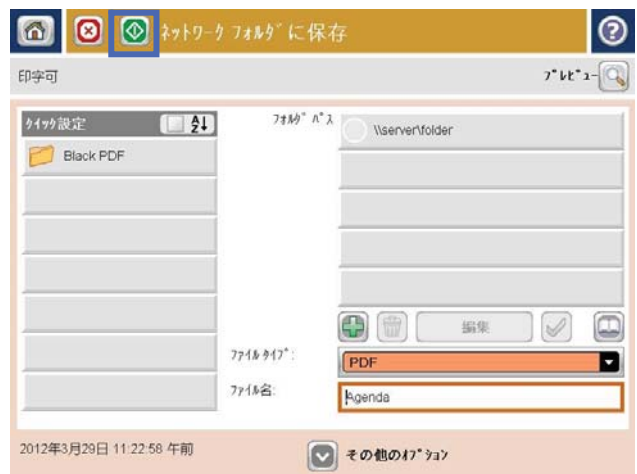 ﾈｯﾄﾜｰｸ ﾌｫﾙﾀﾞに保存
印字可
ﾌﾟﾚﾋﾞｭｰ
ｸｲｯｸ設定
Black PDF
ﾌｫﾙﾀﾞ ﾊﾟｽ
\\server\folder
編集
ﾌｧｲﾙ ﾀｲﾌﾟ:
PDF
ﾌｧｲﾙ名:
Agenda
2012年3月29日 11:22:58 午前
その他のｵﾌﾟｼｮﾝ